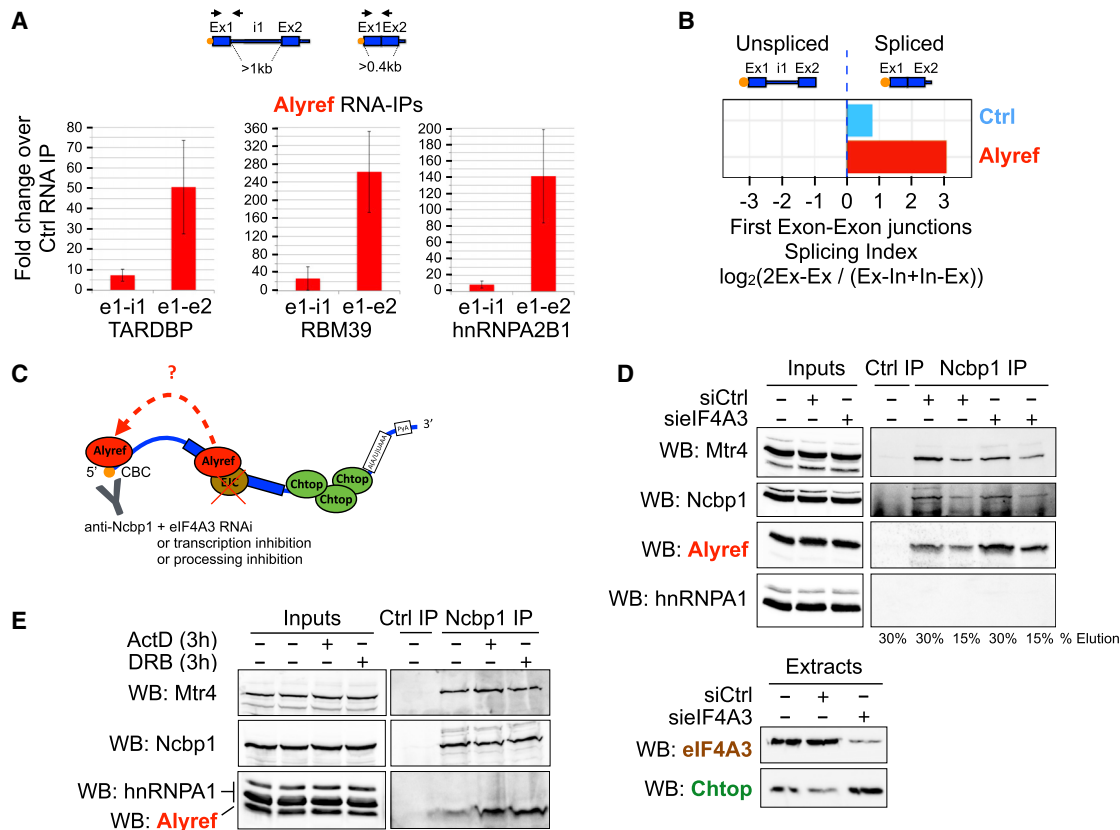 A
Ex1 i1 Ex2
>1kb
Ex1 Ex2
>0.4kb
Alyref RNA-IPs
Fold change over
Ctrl RNA IP
80
70
60
50
40
30
20
10
0
e1-i1 e1-e2
TARDBP
360
320
280
240
200
160
120
80
40
0
e1-i1 e1-e2
RBM39
200
180
160
140
120
100
80
60
40
20
0
e1-i1 e1-e2
hnRNPA2B1
B
Unspliced Spliced
Ex1 i1 Ex2
Ex1 Ex2
Ctrl
Alyref
-3 -2 -1 0 1 2 3
First Exon-Exon junctions
Splicing Index
log2(2Ex-Ex / (Ex-In+In-Ex))
C
?
Alyref
5' CBC
Alyref
EJC
Chtop
Chtop
Chtop
A(A/U)UAAA
PyA
3'
anti-Ncbp1 + eIF4A3 RNAi
or transcription inhibition
or processing inhibition
D
Inputs Ctrl IP Ncbp1 IP
siCtrl – + – – + + – –
sieIF4A3 – – + – – – + +
WB: Mtr4
WB: Ncbp1
WB: Alyref
WB: hnRNPA1
30% 30% 15% 30% 15% % Elution
Extracts
siCtrl – + –
sieIF4A3 – – +
WB: eIF4A3
WB: Chtop
E
Inputs Ctrl IP Ncbp1 IP
ActD (3h) – – + – – – + –
DRB (3h) – – – + – – – +
WB: Mtr4
WB: Ncbp1
WB: hnRNPA1
WB: Alyref